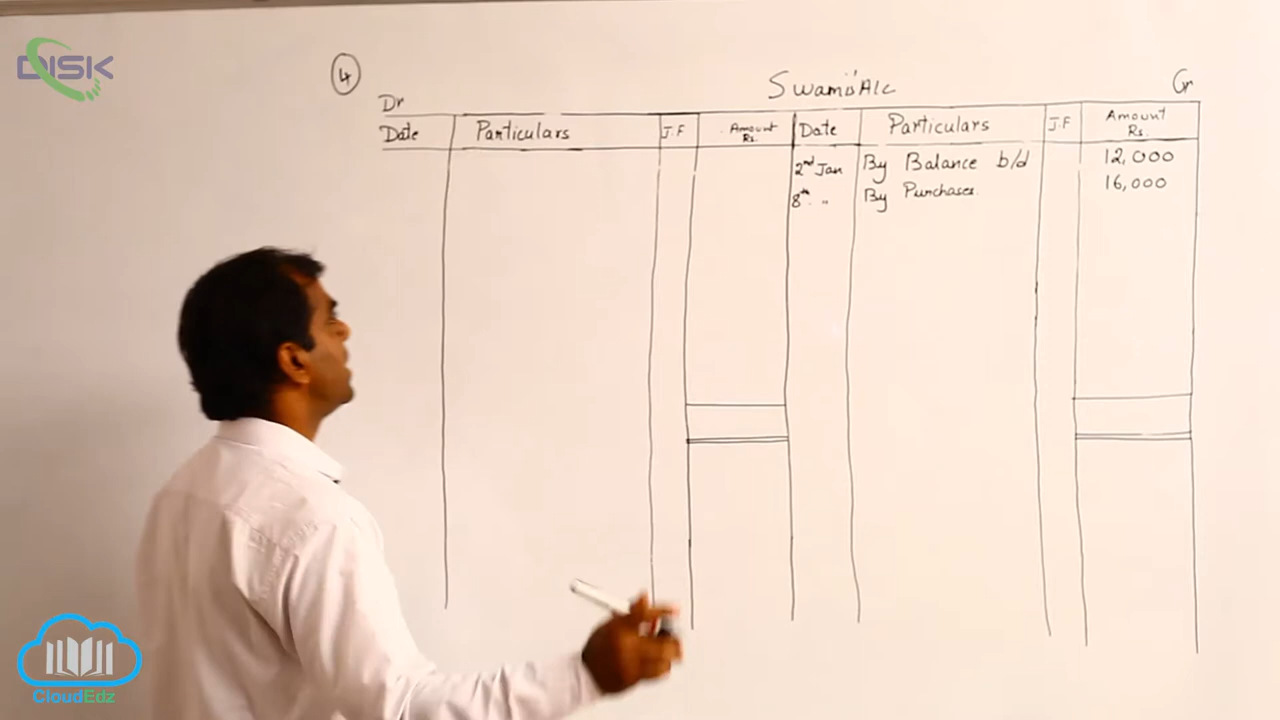 DISK
4
Swami's A/c
Dr
Cr
Date Particulars J.F Amount Rs. Date Particulars J.F Amount Rs.
2nd Jan By Balance b/d 12,000
8th " By Purchases 16,000
CloudEdz